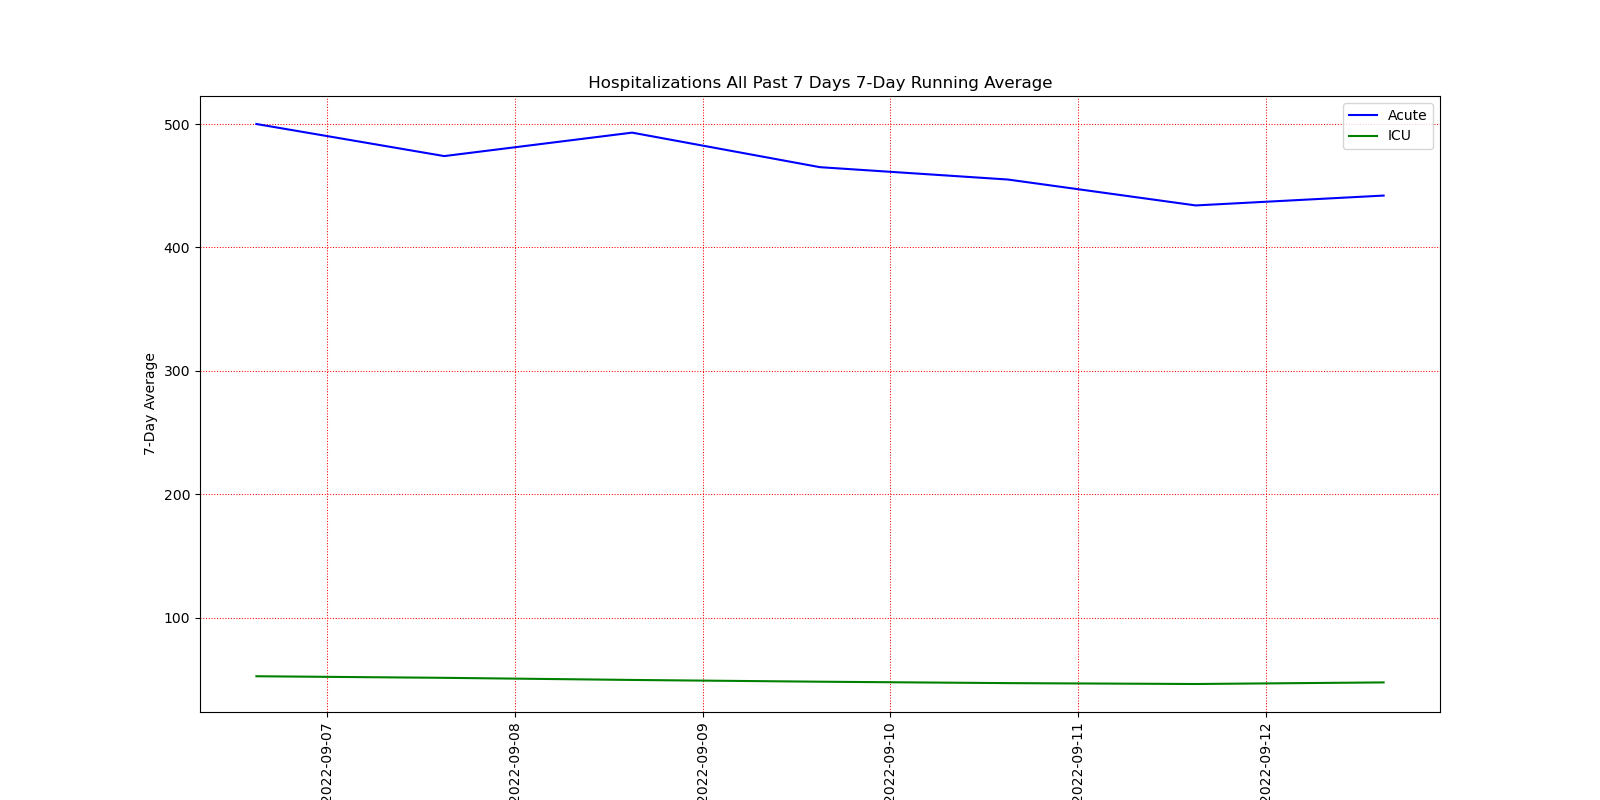 Hospitalizations All Past 7 Days 7-Day Running Average
Acute
ICU
7-Day Average
500
400
300
200
100
2022-09-07
2022-09-08
2022-09-09
2022-09-10
2022-09-11
2022-09-12